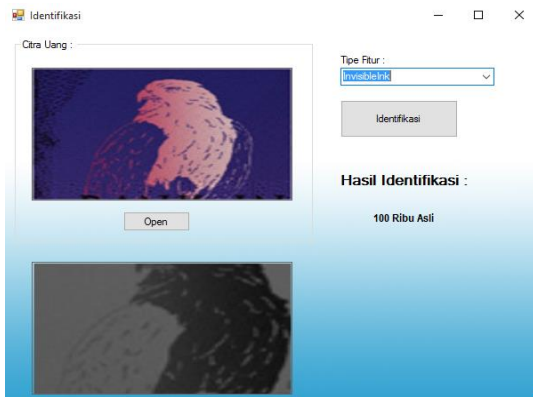 Identifikasi
Citra Uang :
Open
Tipe Fitur :
InvisibleInk
Identifikasi
Hasil Identifikasi :
100 Ribu Asli